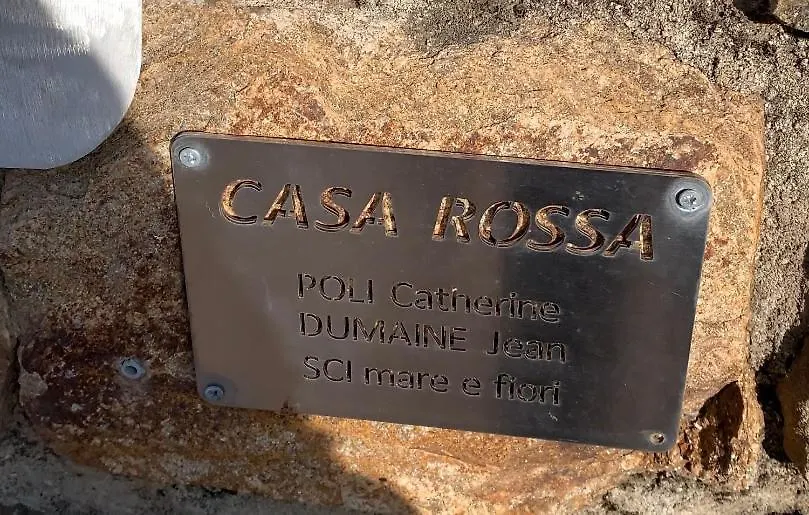 CASA ROSSA
POLI Catherine
DUMAINE Jean
SCI mare e fiori